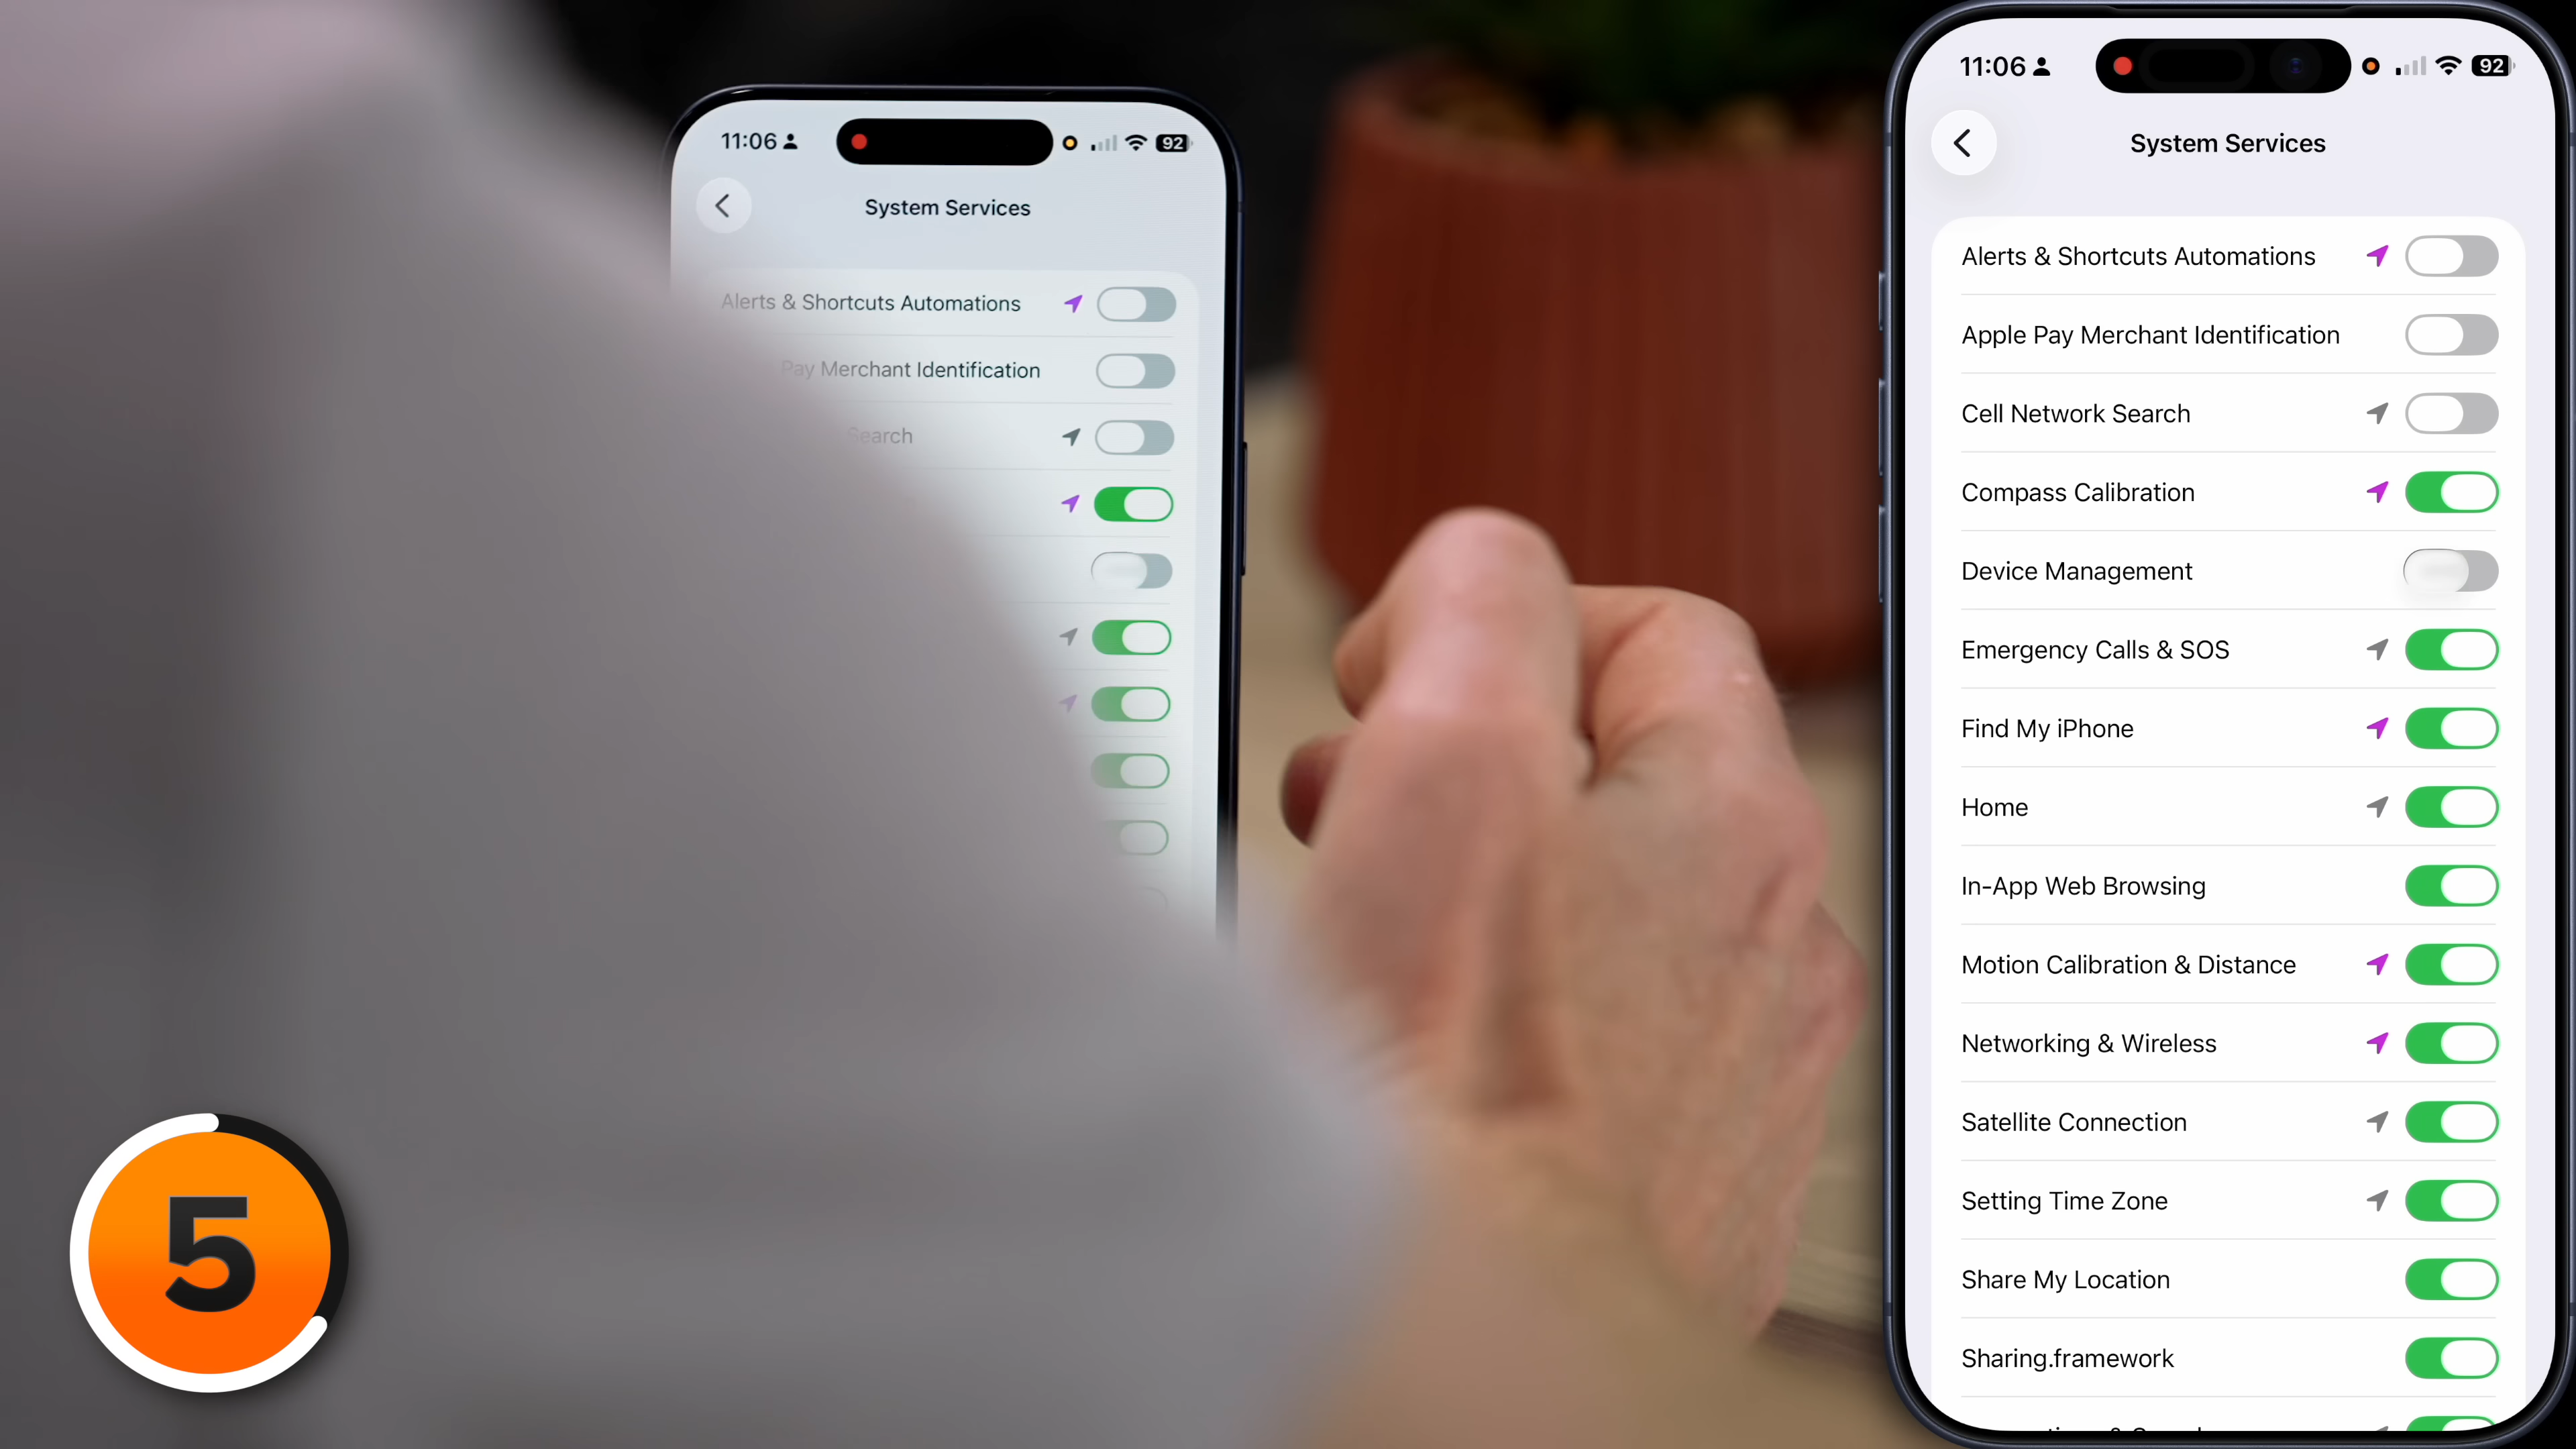 11:06
92
System Services
Alerts & Shortcuts Automations
Pay Merchant Identification
Search
5
11:06
92
System Services
Alerts & Shortcuts Automations
Apple Pay Merchant Identification
Cell Network Search
Compass Calibration
Device Management
Emergency Calls & SOS
Find My iPhone
Home
In-App Web Browsing
Motion Calibration & Distance
Networking & Wireless
Satellite Connection
Setting Time Zone
Share My Location
Sharing.framework